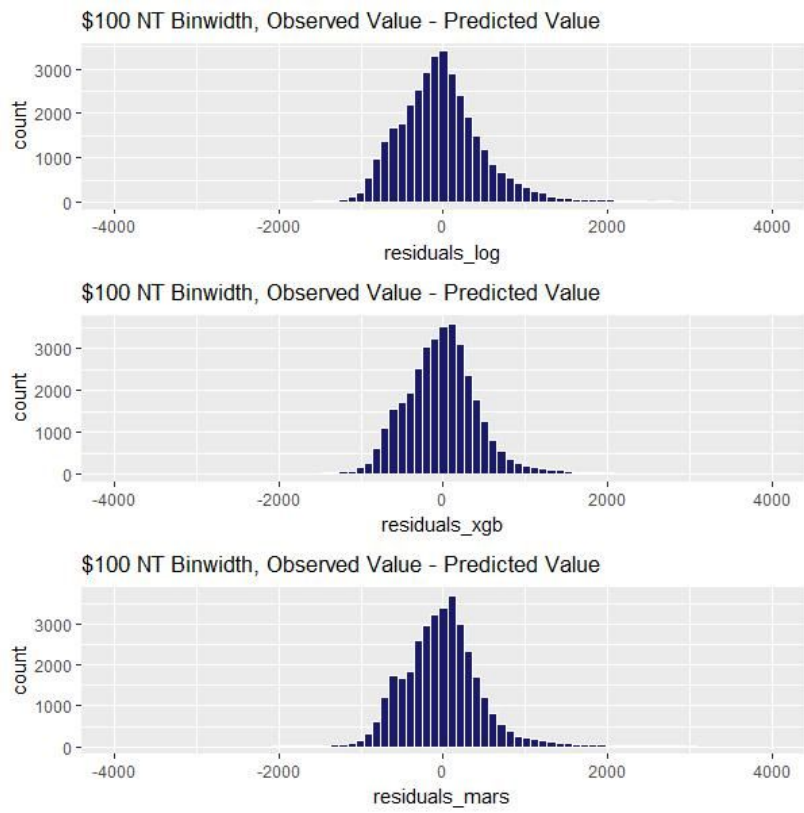 $100 NT Binwidth, Observed Value - Predicted Value
3000
2000
1000
0
count
-4000 -2000 0 2000 4000
residuals_log
$100 NT Binwidth, Observed Value - Predicted Value
3000
2000
1000
0
count
-4000 -2000 0 2000 4000
residuals_xgb
$100 NT Binwidth, Observed Value - Predicted Value
3000
2000
1000
0
count
-4000 -2000 0 2000 4000
residuals_mars